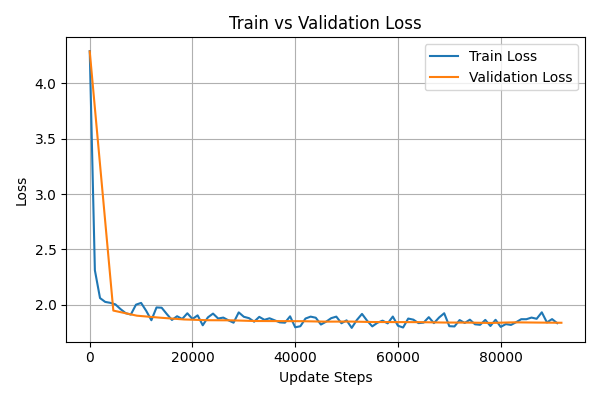 Train vs Validation Loss
Train Loss
Validation Loss
4.0
3.5
3.0
2.5
2.0
Loss
0 20000 40000 60000 80000
Update Steps